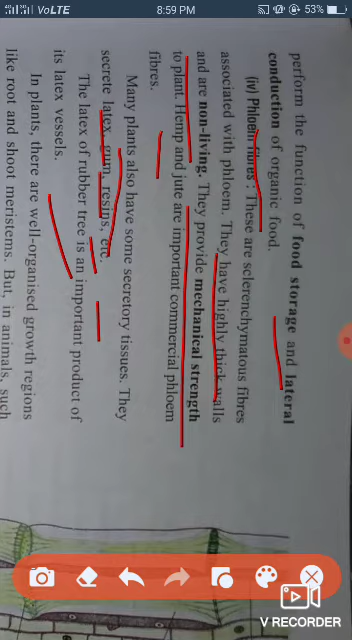 VoLTE 8:59 PM 53%
perform the function of food storage and lateral
conduction of organic food.
(iv) Phloem fibres : These are sclerenchymatous fibres
associated with phloem. They have highly thick walls
and are non-living. They provide mechanical strength
to plant. Hemp and jute are important commercial phloem
fibres.
Many plants also have some secretory tissues. They
secrete latex, gum, resins, etc.
The latex of rubber tree is an important product of
its latex vessels.
In plants, there are well-organised growth regions
like root and shoot meristems. But, in animals, such
V RECORDER